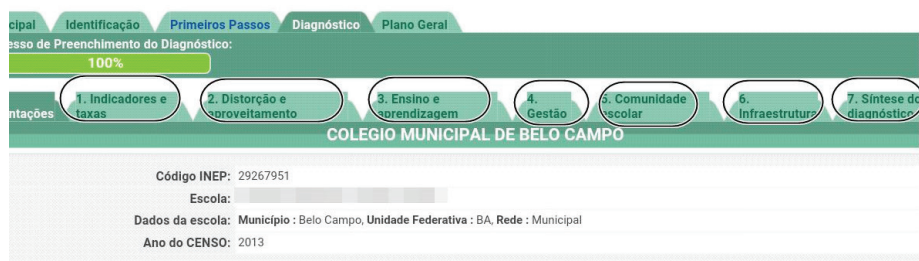 cipal Identificação Primeiros Passos Diagnóstico Plano Geral
esso de Preenchimento do Diagnóstico:
100%
ntações
1. Indicadores e
taxas
2. Distorção e
aproveitamento
3. Ensino e
aprendizagem
4.
Gestão
5. Comunidade
escolar
6.
Infraestrutura
7. Síntese do
diagnóstico
COLEGIO MUNICIPAL DE BELO CAMPO
Código INEP: 29267951
Escola:
Dados da escola: Município : Belo Campo, Unidade Federativa : BA, Rede : Municipal
Ano do CENSO: 2013